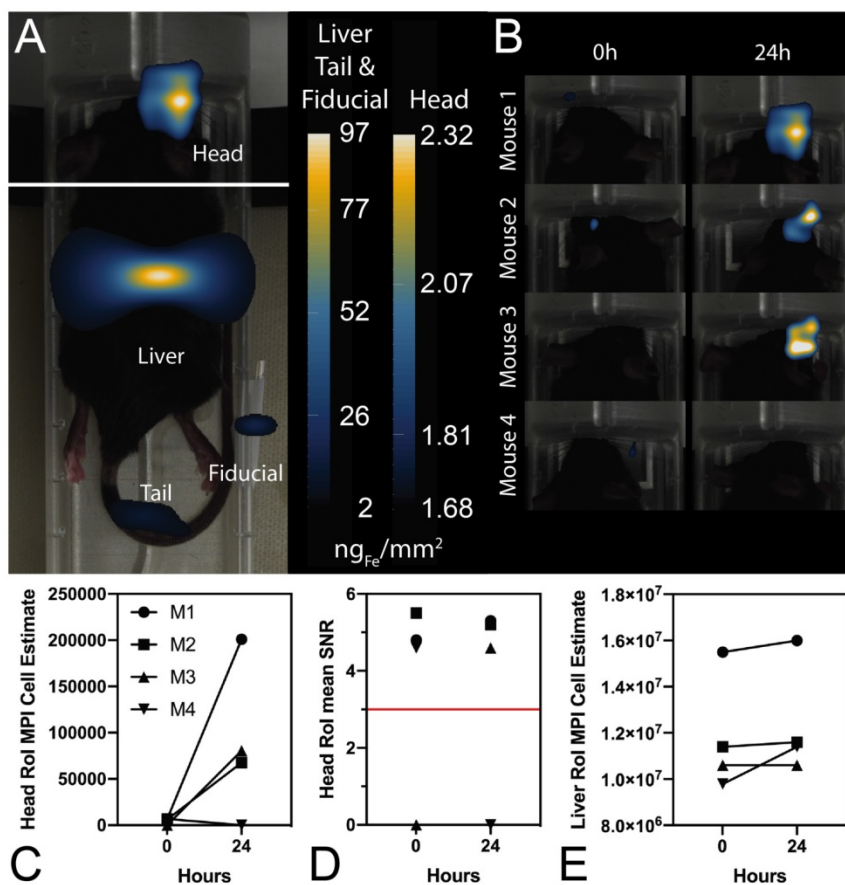 A
Head
Liver
Fiducial
Tail
Liver
Tail &
Fiducial
Head
97
77
52
26
2
2.32
2.07
1.81
1.68
ng_Fe/mm²
B
0h
24h
Mouse 1
Mouse 2
Mouse 3
Mouse 4
Head RoI MPI Cell Estimate
250000
200000
150000
100000
50000
0
M1
M2
M3
M4
0
24
Hours
C
Head RoI mean SNR
6
4
2
0
0
24
Hours
D
Liver RoI MPI Cell Estimate
1.8×10⁷
1.6×10⁷
1.4×10⁷
1.2×10⁷
1.0×10⁷
8.0×10⁶
0
24
Hours
E